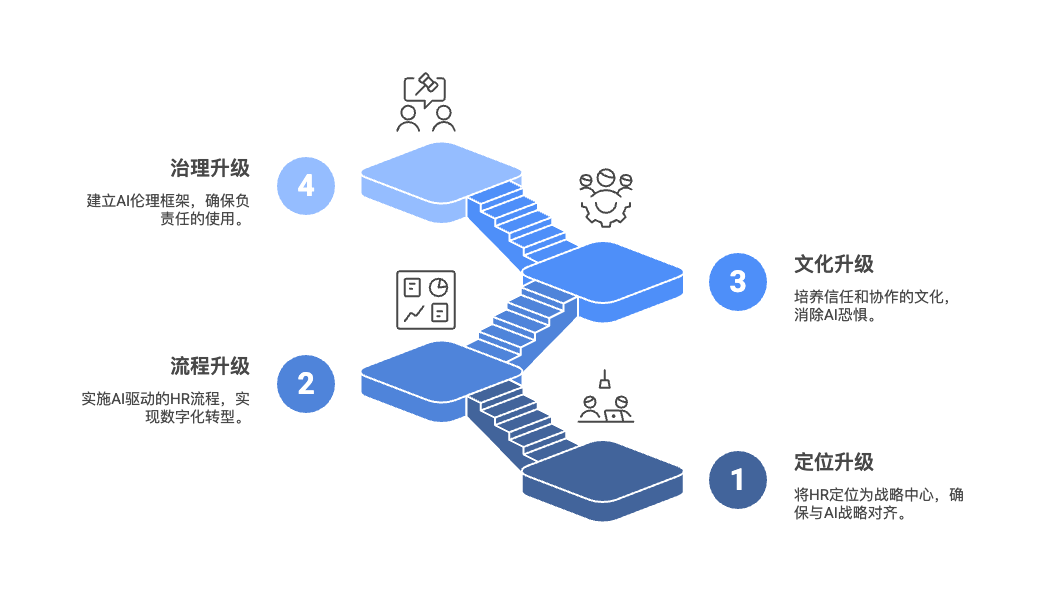 治理升级
4
建立AI伦理框架，确保负
责任的使用。
文化升级
3
培养信任和协作的文化，
消除AI恐惧。
流程升级
2
实施AI驱动的HR流程，实
现数字化转型。
定位升级
1
将HR定位为战略中心，确
保与AI战略对齐。